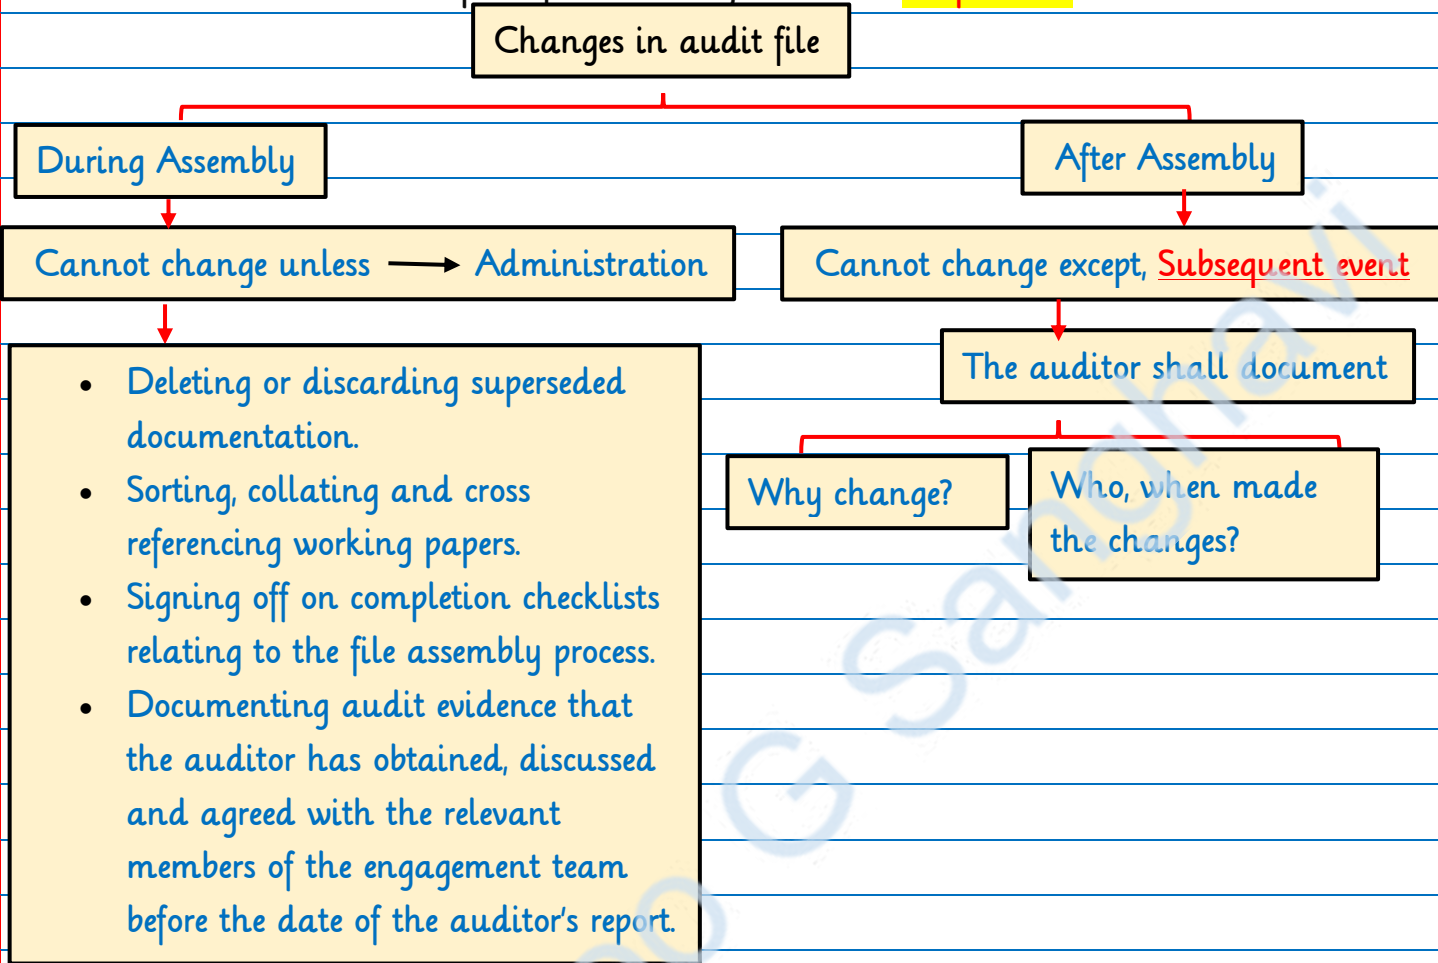 Changes in audit file
During Assembly
After Assembly
Cannot change unless → Administration
Cannot change except, Subsequent event
• Deleting or discarding superseded
documentation.
• Sorting, collating and cross
referencing working papers.
• Signing off on completion checklists
relating to the file assembly process.
• Documenting audit evidence that
the auditor has obtained, discussed
and agreed with the relevant
members of the engagement team
before the date of the auditor's report.
The auditor shall document
Why change?
Who, when made
the changes?
G Sanghavi